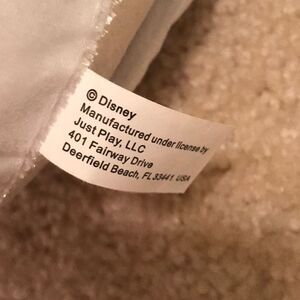 © Disney
Manufactured under license by
Just Play, LLC
401 Fairway Drive
Deerfield Beach, FL 33441 USA